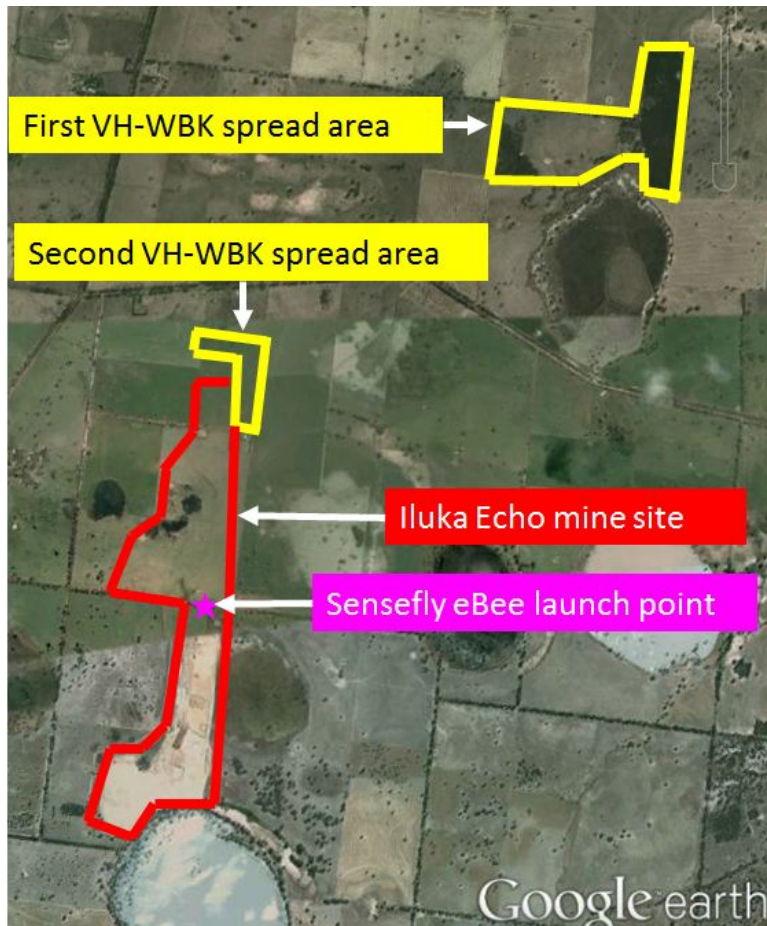 First VH-WBK spread area
Second VH-WBK spread area
Iluka Echo mine site
Sensefly eBee launch point
Google earth